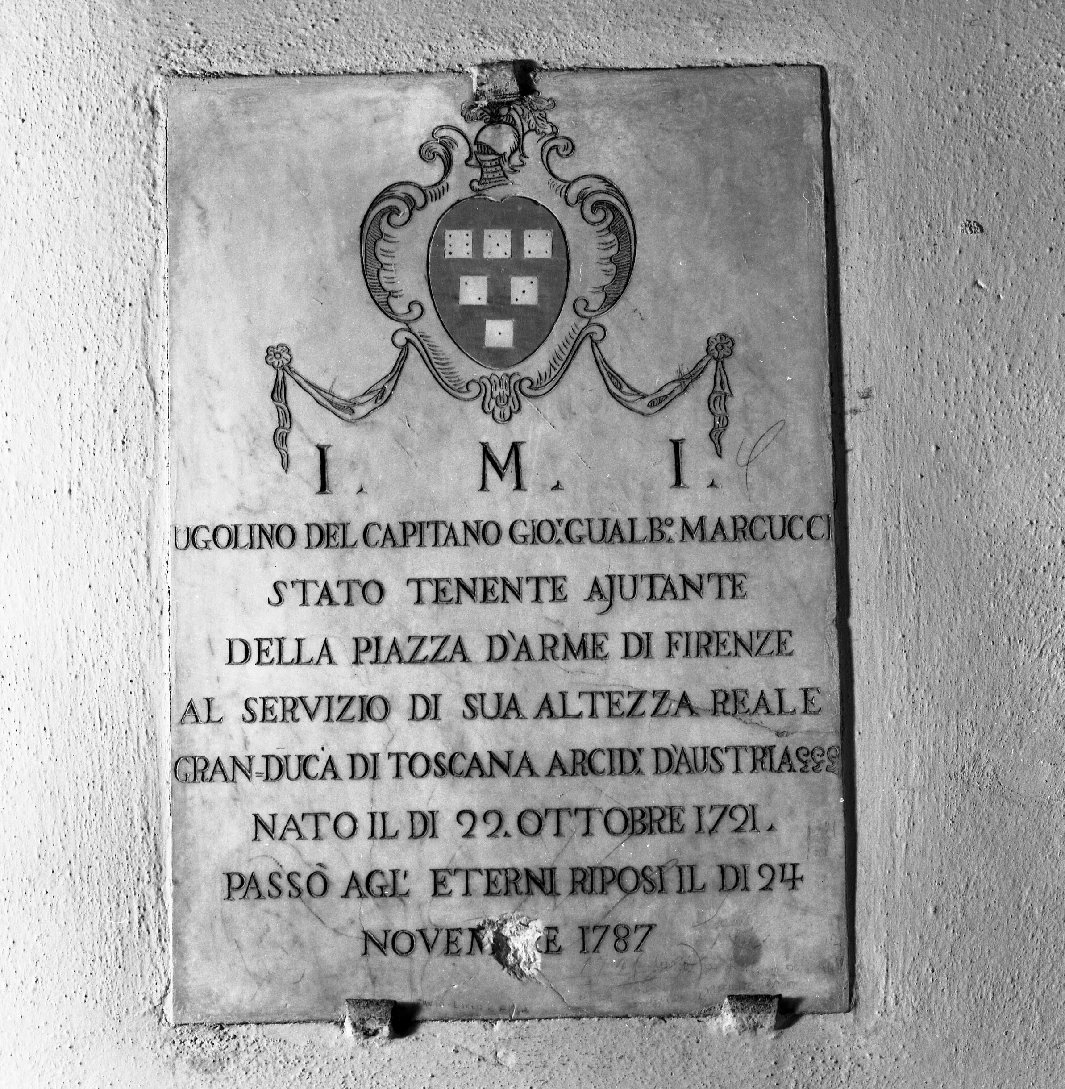 I. M. I.
UGOLINO DEL CAPITANO GIO: GUALB:º MARCUCCI
STATO TENENTE AJUTANTE
DELLA PIAZZA D'ARME DI FIRENZE
AL SERVIZIO DI SUA ALTEZZA REALE
GRAN=DUCA DI TOSCANA, ARCID: D'AUSTRIA
NATO IL DI 22. OTTOBRE 1721.
PASSÒ AGL' ETERNI RIPOSI IL DI 24
NOVEM E 1787